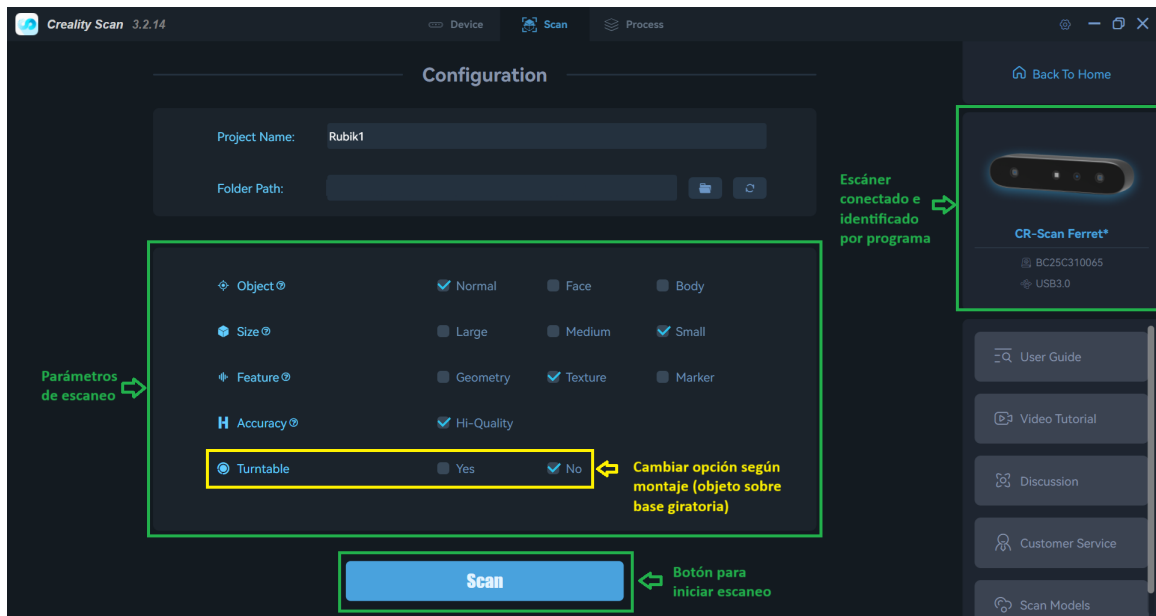 Creality Scan 3.2.14
Device
Scan
Process
Configuration
Back To Home
Project Name:
Rubik1
Folder Path:
Escáner
conectado e
identificado
por programa
CR-Scan Ferret*
BC25C310065
USB3.0
Object
Normal
Face
Body
Size
Large
Medium
Small
Feature
Geometry
Texture
Marker
Accuracy
Hi-Quality
Turntable
Yes
No
Parámetros
de escaneo
Cambiar opción según
montaje (objeto sobre
base giratoria)
Scan
Botón para
iniciar escaneo
User Guide
Video Tutorial
Discussion
Customer Service
Scan Models